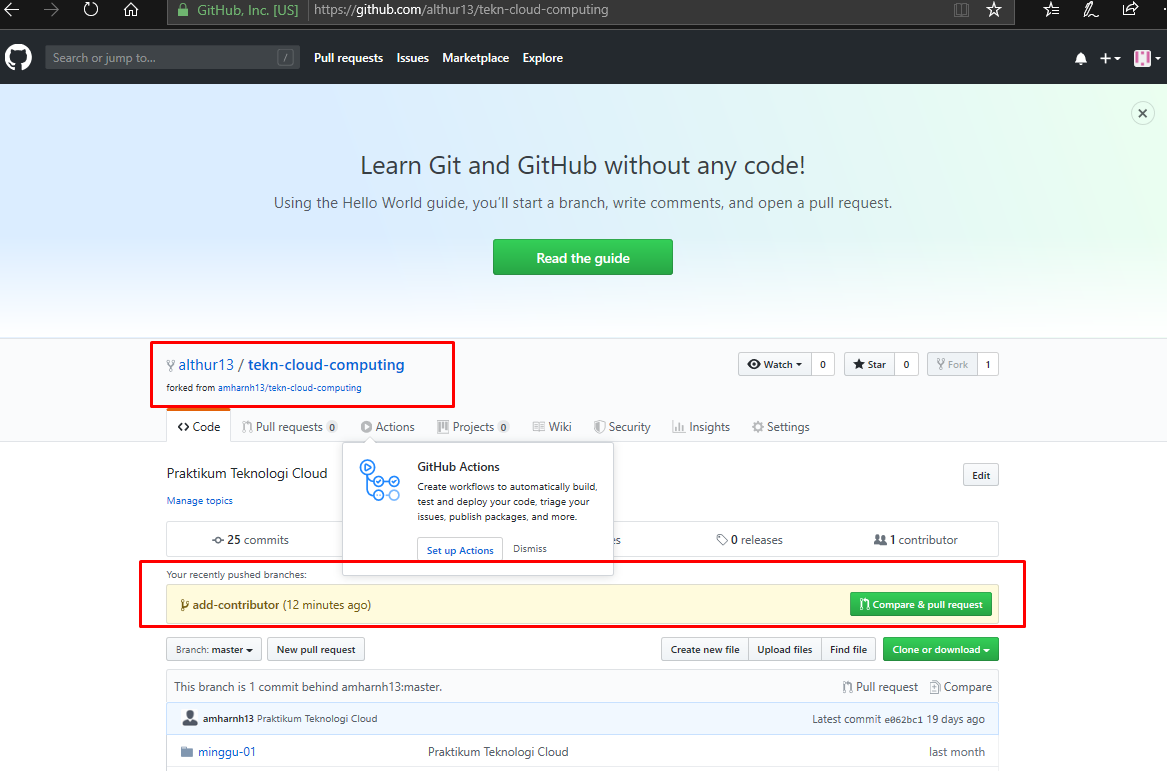 GitHub, Inc. [US] https://github.com/althur13/tekn-cloud-computing
Search or jump to... / Pull requests Issues Marketplace Explore
Learn Git and GitHub without any code!
Using the Hello World guide, you’ll start a branch, write comments, and open a pull request.
Read the guide
althur13 / tekn-cloud-computing
forked from amharnh13/tekn-cloud-computing
Watch 0 Star 0 Fork 1
Code Pull requests 0 Actions Projects 0 Wiki Security Insights Settings
GitHub Actions
Create workflows to automatically build,
test and deploy your code, triage your
issues, publish packages, and more.
Set up Actions Dismiss
Praktikum Teknologi Cloud Edit
Manage topics
25 commits 0 releases 1 contributor
Your recently pushed branches:
add-contributor (12 minutes ago) Compare & pull request
Branch: master New pull request Create new file Upload files Find file Clone or download
This branch is 1 commit behind amharnh13:master. Pull request Compare
amharnh13 Praktikum Teknologi Cloud Latest commit e062bc1 19 days ago
minggu-01 Praktikum Teknologi Cloud last month